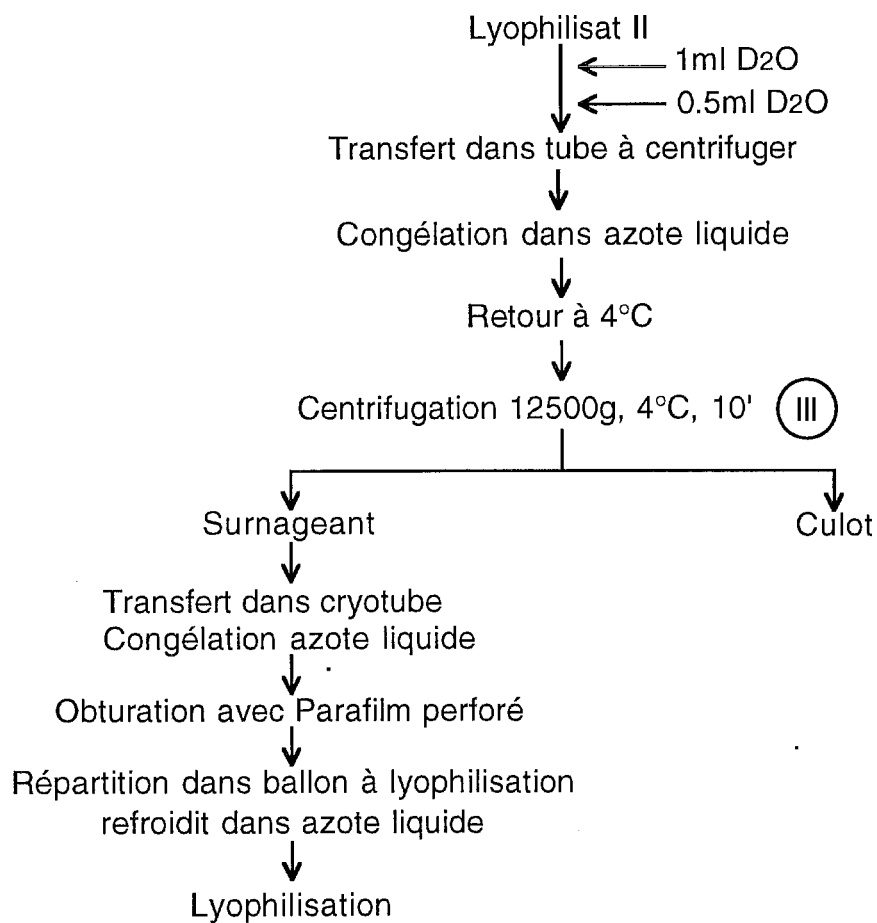 Lyophilisat II
1ml D2O
0.5ml D2O
Transfert dans tube à centrifuger
Congélation dans azote liquide
Retour à 4°C
Centrifugation 12500g, 4°C, 10' III
Surnageant
Culot
Transfert dans cryotube
Congélation azote liquide
Obturation avec Parafilm perforé
Répartition dans ballon à lyophilisation
refroidit dans azote liquide
Lyophilisation